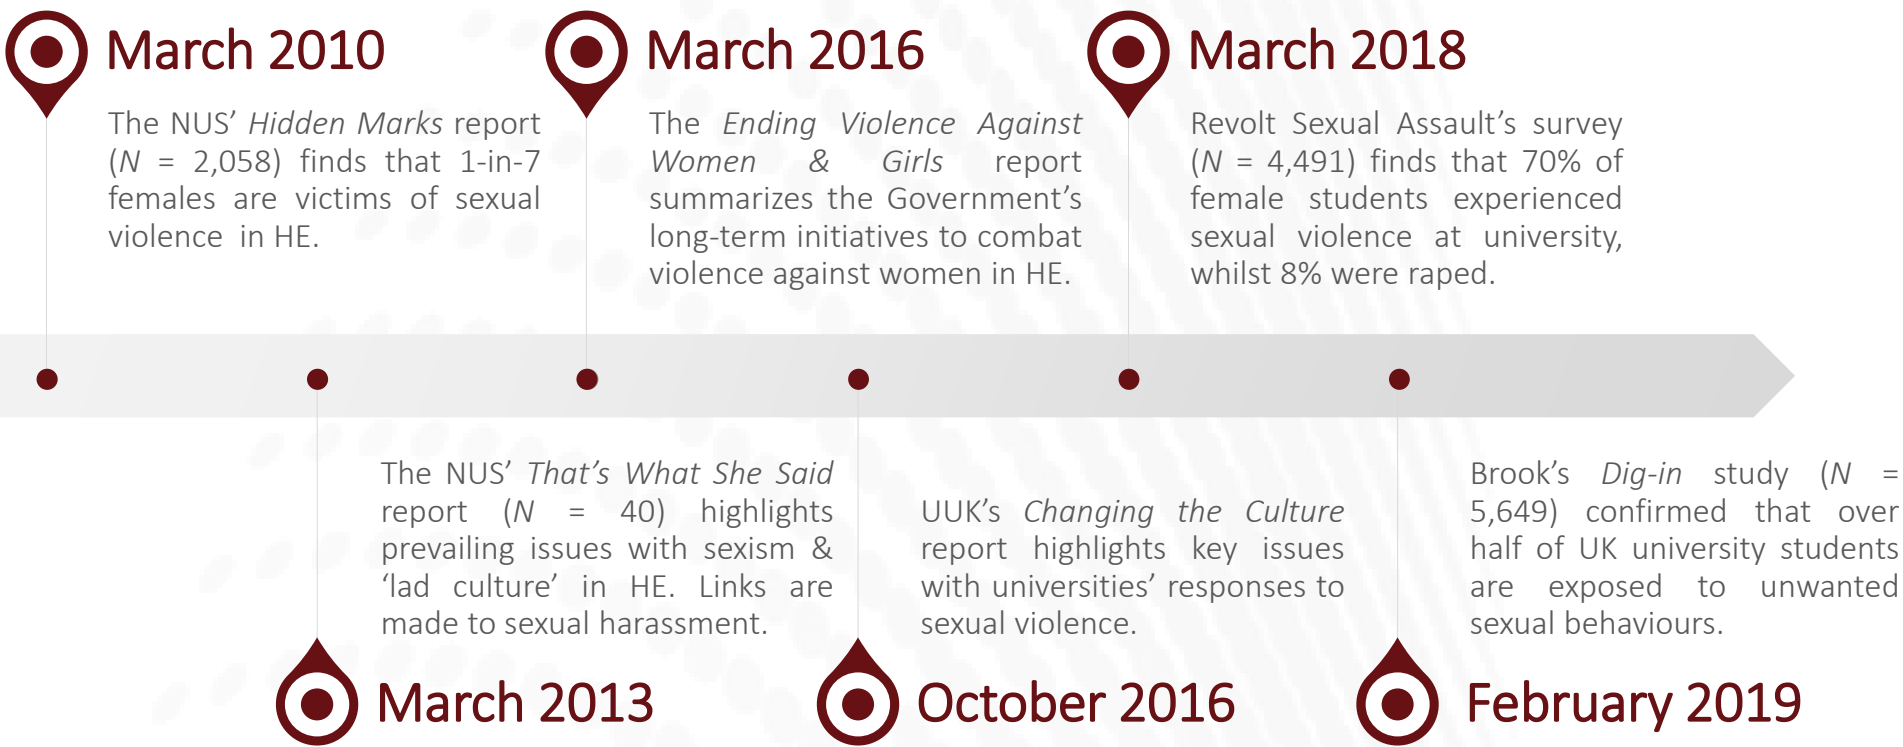 March 2010
The NUS’ Hidden Marks report
(N = 2,058) finds that 1-in-7
females are victims of sexual
violence in HE.
March 2013
The NUS’ That’s What She Said
report (N = 40) highlights
prevailing issues with sexism &
‘lad culture’ in HE. Links are
made to sexual harassment.
March 2016
The Ending Violence Against
Women & Girls report
summarizes the Government’s
long-term initiatives to combat
violence against women in HE.
October 2016
UUK’s Changing the Culture
report highlights key issues
with universities’ responses to
sexual violence.
March 2018
Revolt Sexual Assault’s survey
(N = 4,491) finds that 70% of
female students experienced
sexual violence at university,
whilst 8% were raped.
February 2019
Brook’s Dig-in study (N =
5,649) confirmed that over
half of UK university students
are exposed to unwanted
sexual behaviours.